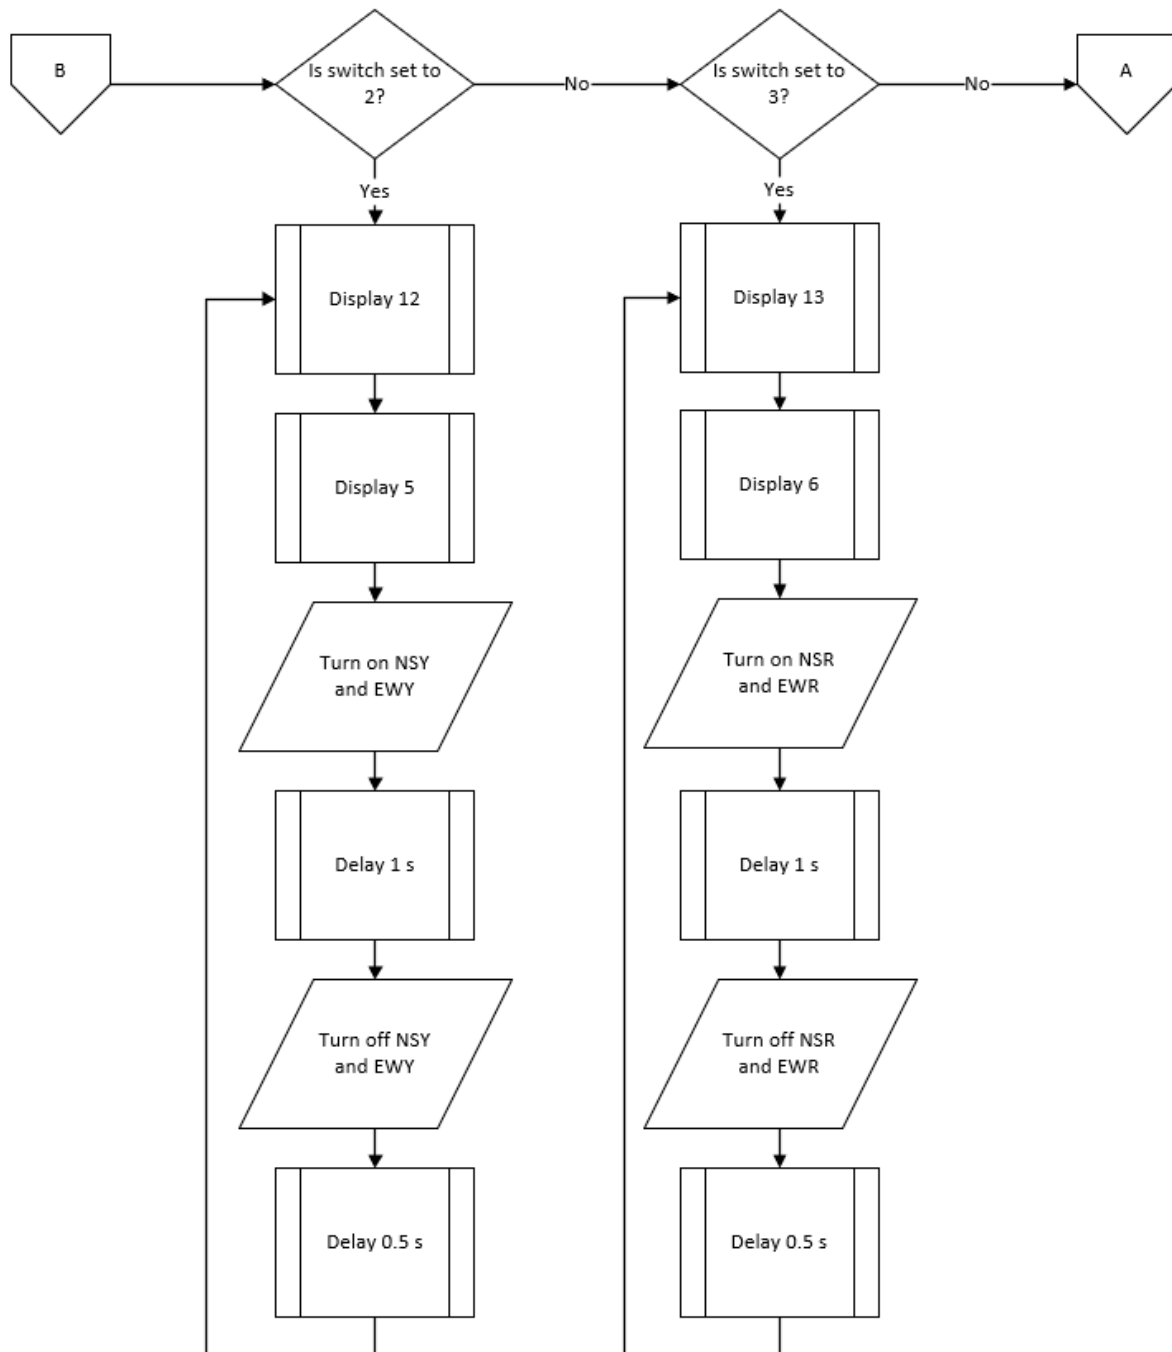 B
Is switch set to
2?
No
Is switch set to
3?
No
A
Yes
Yes
Display 12
Display 13
Display 5
Display 6
Turn on NSY
and EWY
Turn on NSR
and EWR
Delay 1 s
Delay 1 s
Turn off NSY
and EWY
Turn off NSR
and EWR
Delay 0.5 s
Delay 0.5 s